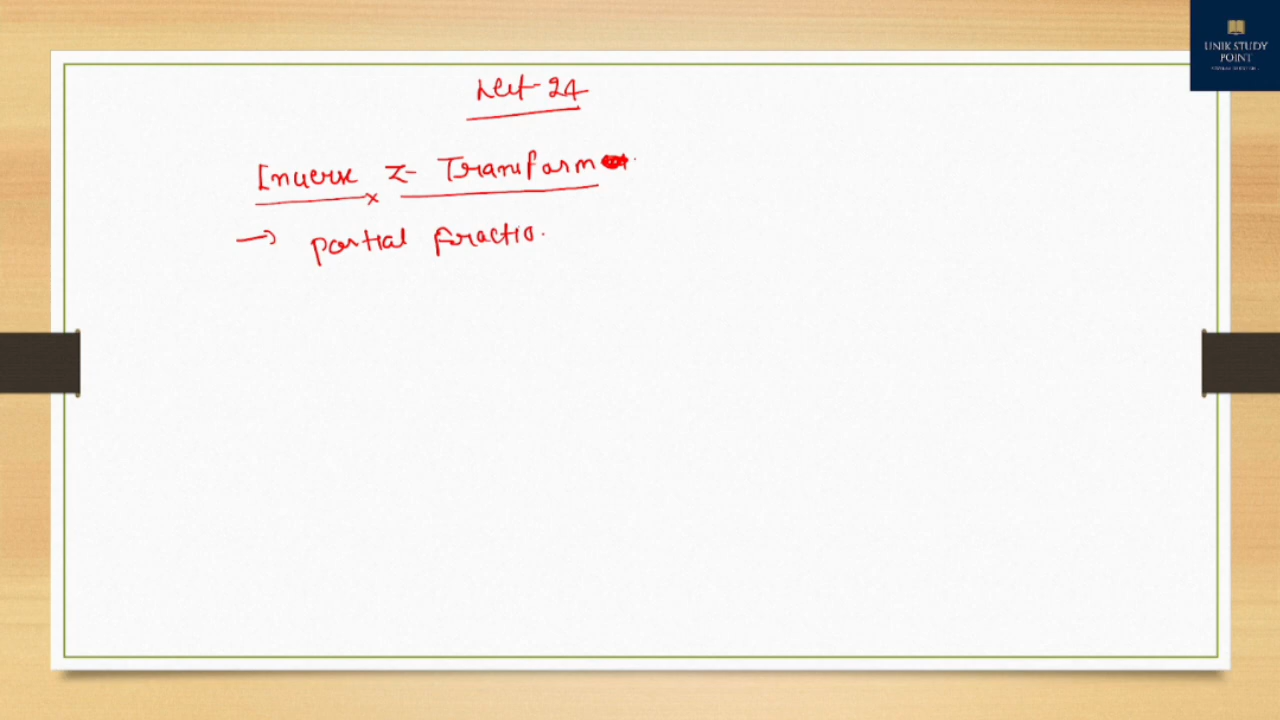 UNIK STUDY
POINT
Lect-24
Inverse Z- Transform
→ partial fractio.